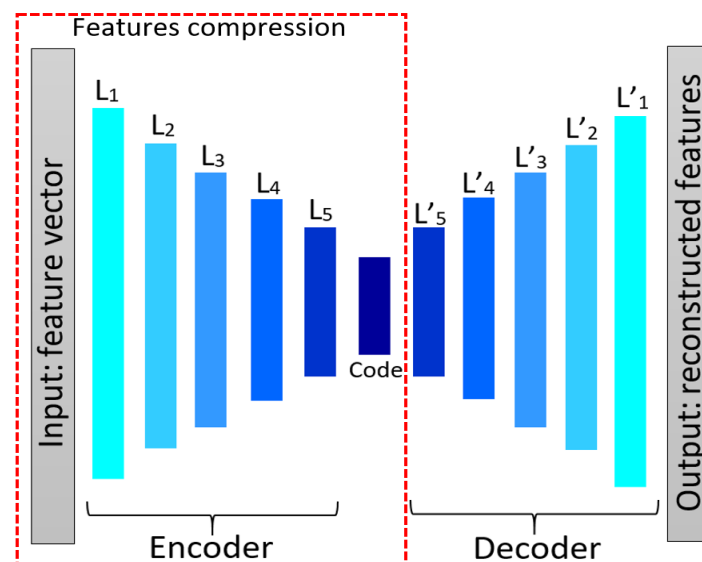 Features compression
Input: feature vector
L₁
L₂
L₃
L₄
L₅
Code
L'₅
L'₄
L'₃
L'₂
L'₁
Output: reconstructed features
Encoder
Decoder